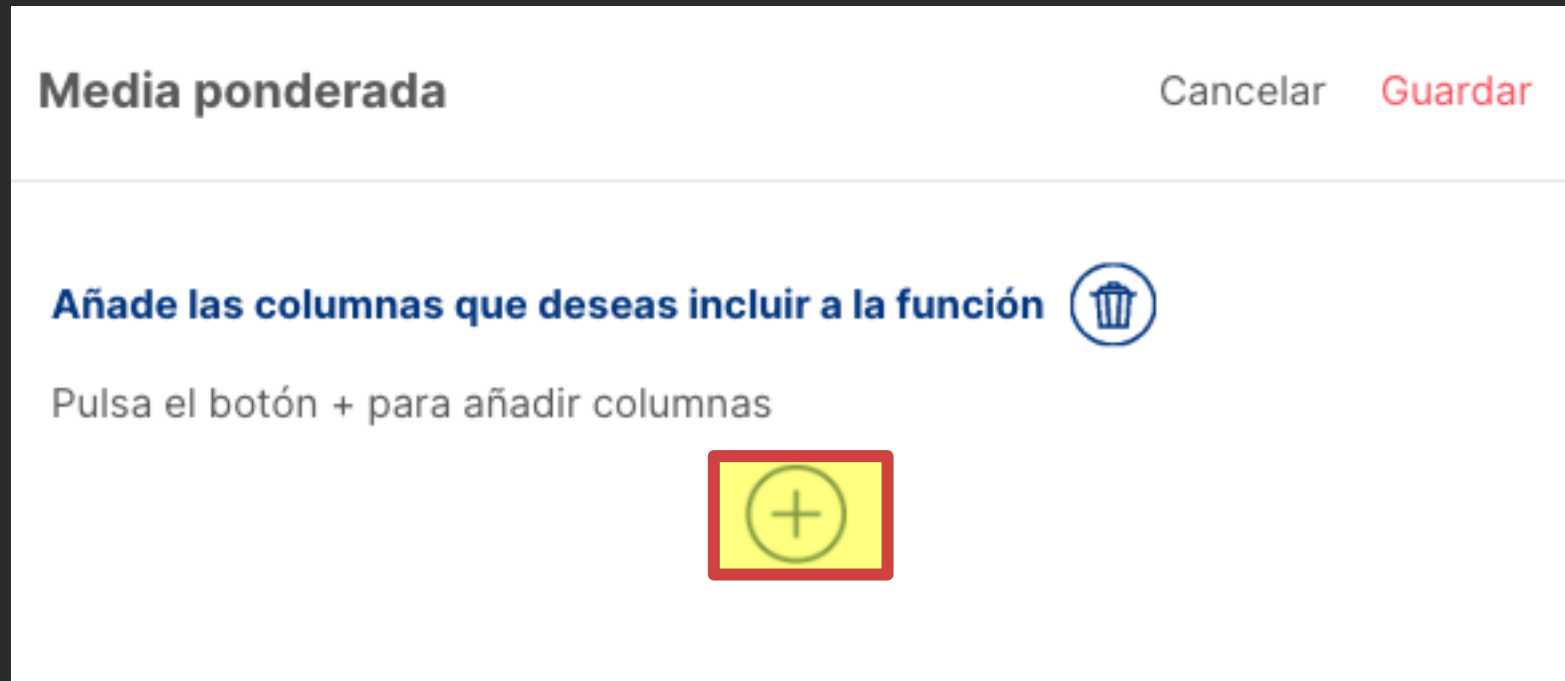 Media ponderada
Cancelar Guardar
Añade las columnas que deseas incluir a la función
Pulsa el botón + para añadir columnas